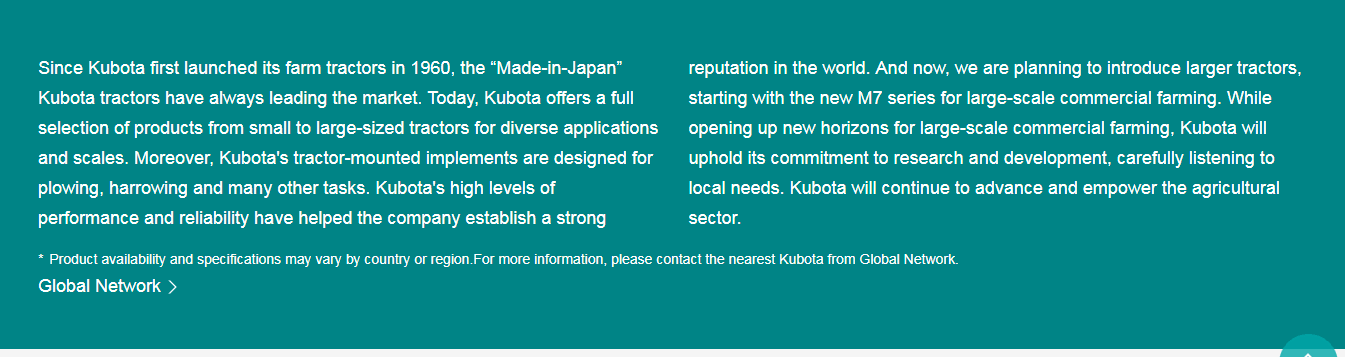 Since Kubota first launched its farm tractors in 1960, the “Made-in-Japan”
Kubota tractors have always leading the market. Today, Kubota offers a full
selection of products from small to large-sized tractors for diverse applications
and scales. Moreover, Kubota's tractor-mounted implements are designed for
plowing, harrowing and many other tasks. Kubota's high levels of
performance and reliability have helped the company establish a strong
reputation in the world. And now, we are planning to introduce larger tractors,
starting with the new M7 series for large-scale commercial farming. While
opening up new horizons for large-scale commercial farming, Kubota will
uphold its commitment to research and development, carefully listening to
local needs. Kubota will continue to advance and empower the agricultural
sector.
* Product availability and specifications may vary by country or region.For more information, please contact the nearest Kubota from Global Network.
Global Network